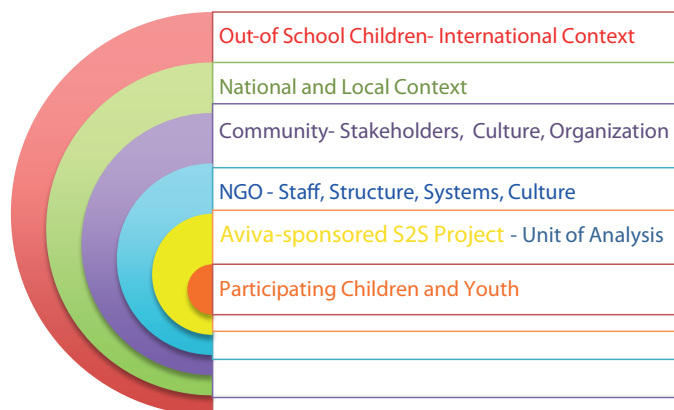 Out-of School Children- International Context
National and Local Context
Community- Stakeholders, Culture, Organization
NGO - Staff, Structure, Systems, Culture
Aviva-sponsored S2S Project - Unit of Analysis
Participating Children and Youth